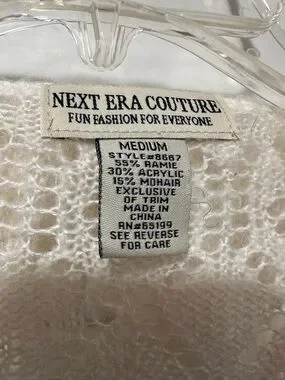 NEXT ERA COUTURE
FUN FASHION FOR EVERYONE
MEDIUM
STYLE#8667
55% RAMIE
30% ACRYLIC
15% MOHAIR
EXCLUSIVE
OF TRIM
MADE IN
CHINA
RN#65199
SEE REVERSE
FOR CARE